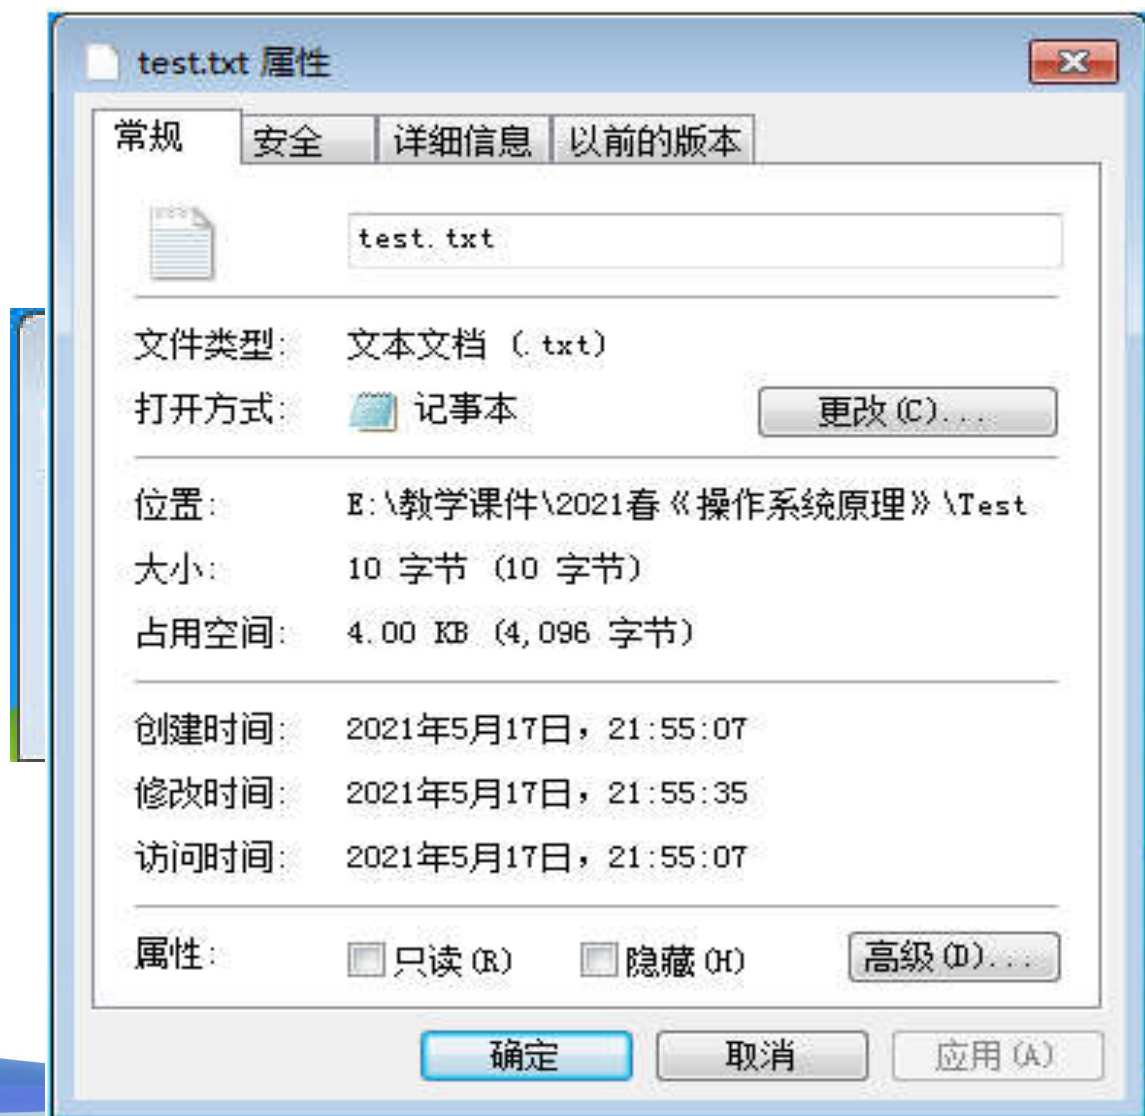 test.txt 属性
常规 安全 详细信息 以前的版本
test.txt
文件类型: 文本文档 (.txt)
打开方式: 记事本 更改(C)...
位置: E:\教学课件\2021春《操作系统原理》\Test
大小: 10 字节 (10 字节)
占用空间: 4.00 KB (4,096 字节)
创建时间: 2021年5月17日，21:55:07
修改时间: 2021年5月17日，21:55:35
访问时间: 2021年5月17日，21:55:07
属性: 只读(R) 隐藏(H) 高级(D)...
确定 取消 应用(A)